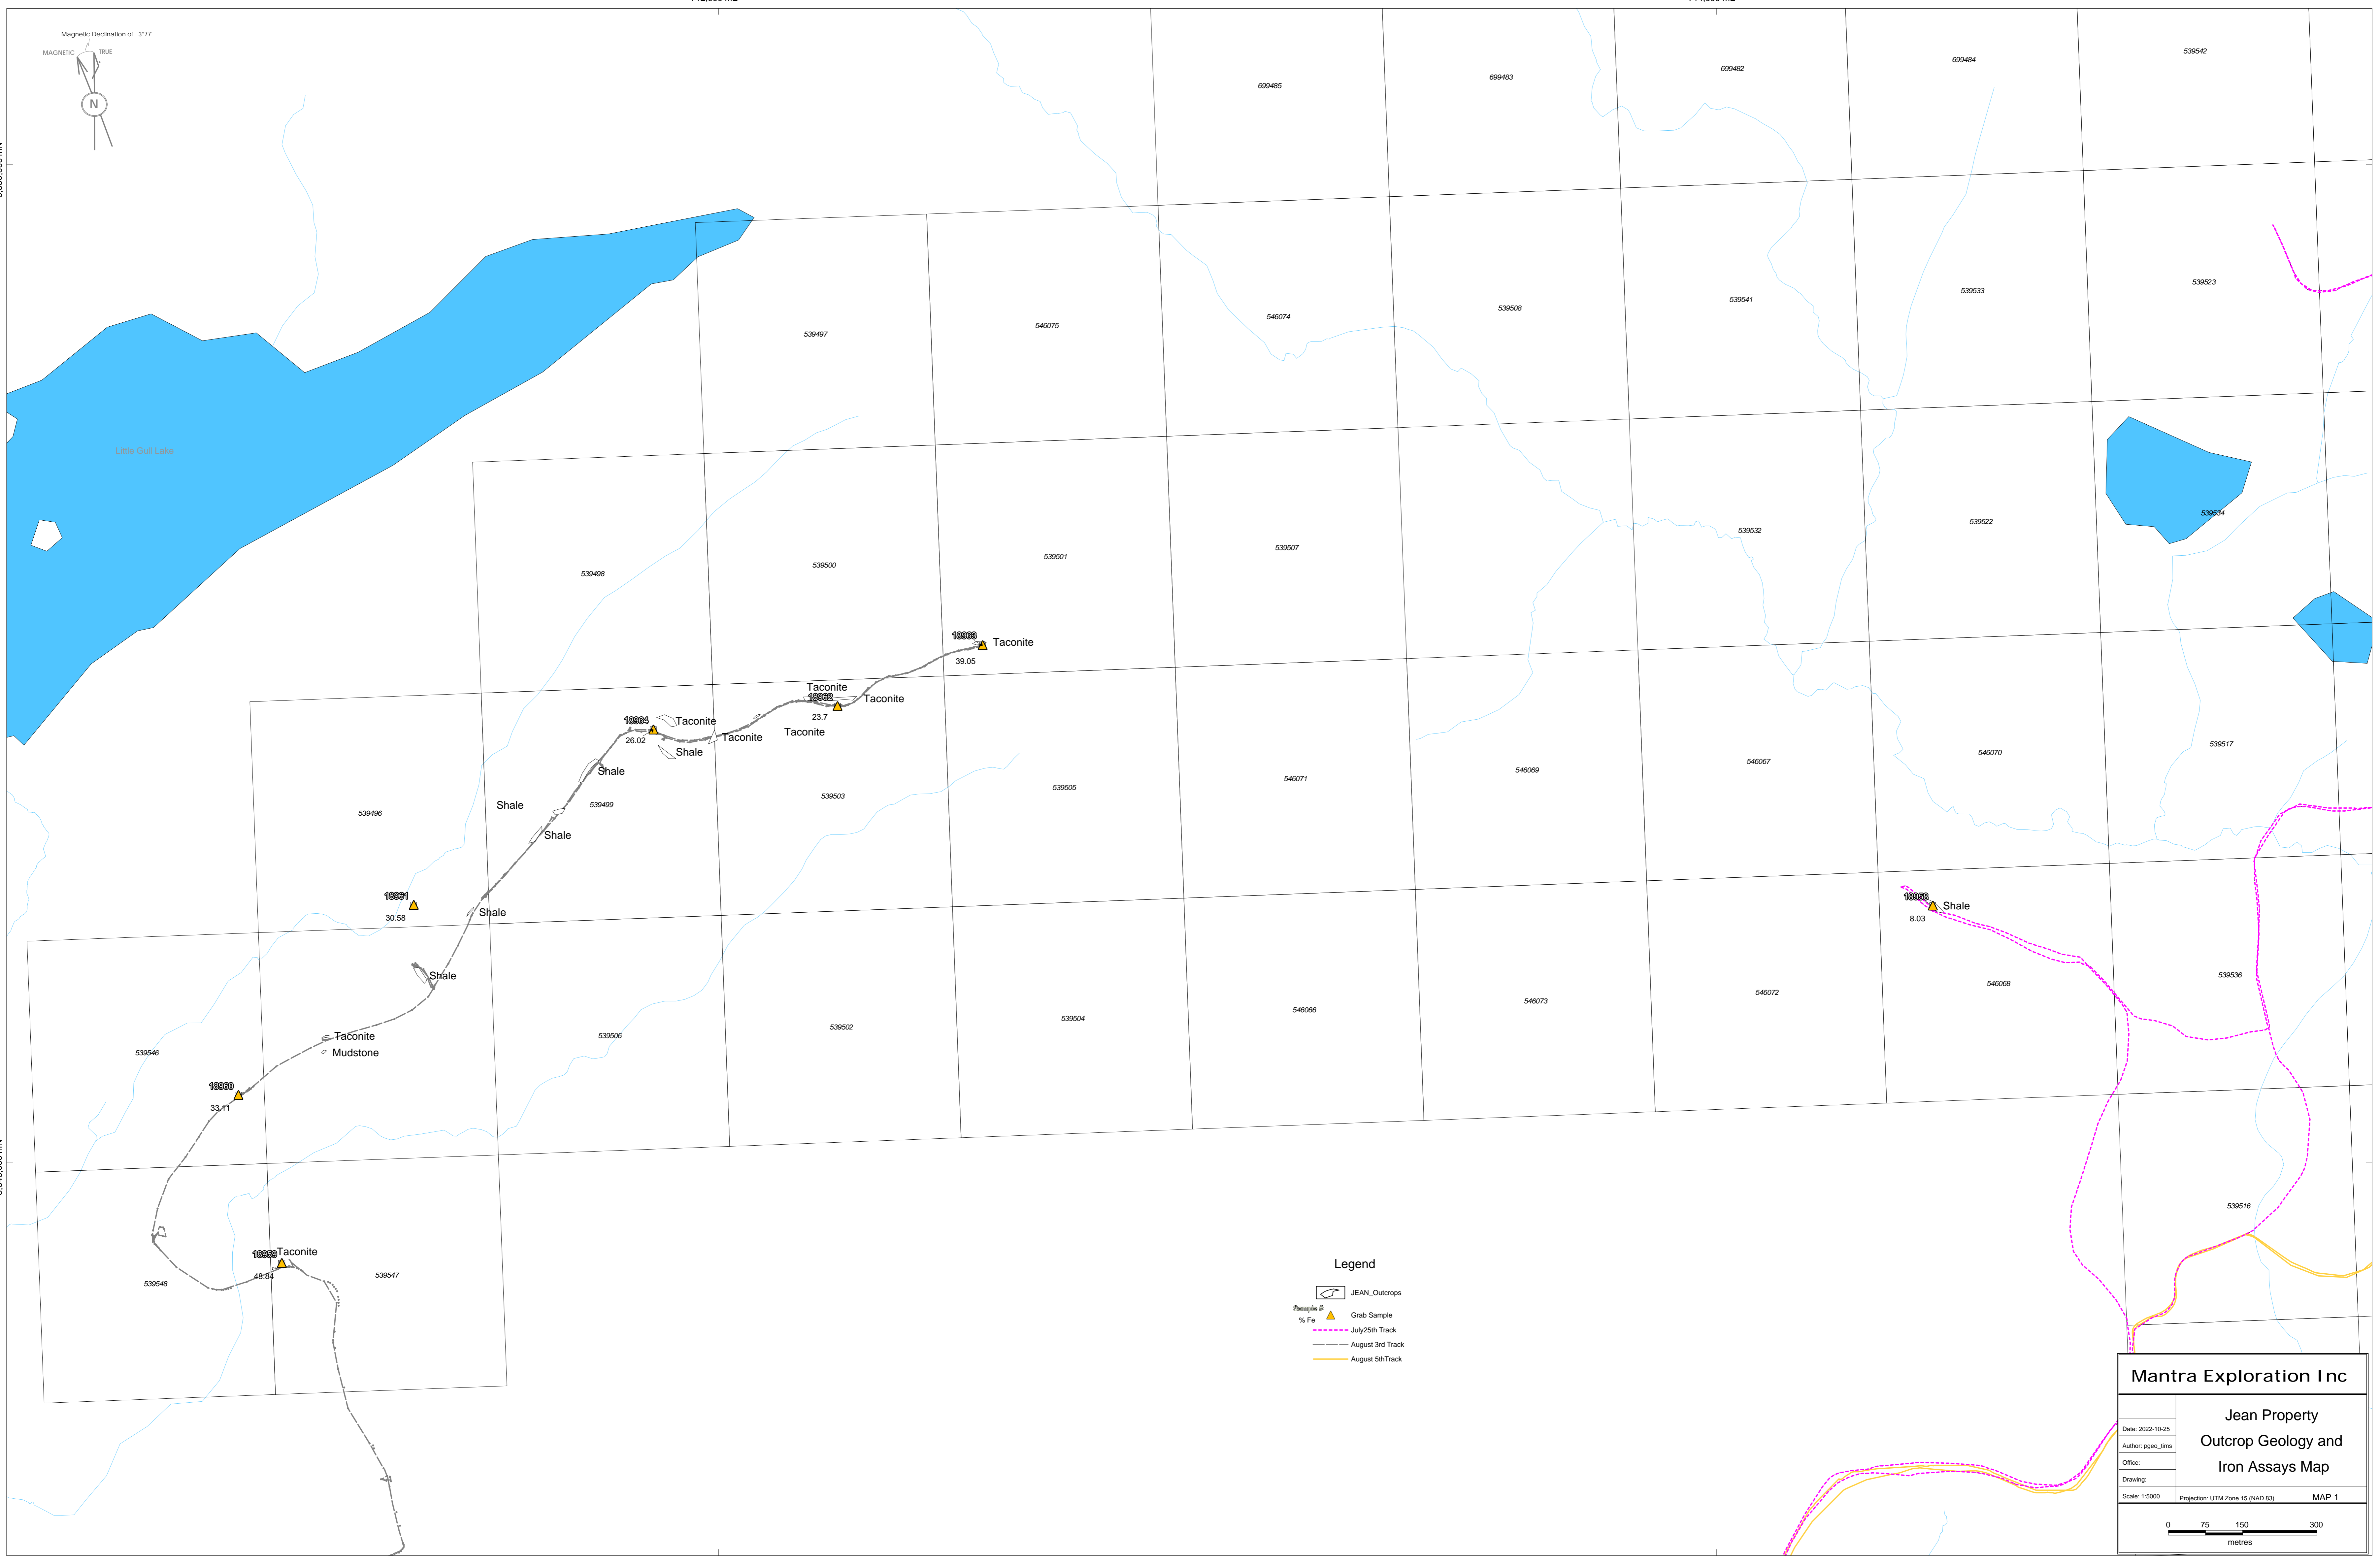 Magnetic Declination of 3°77
MAGNETIC
TRUE
N
539542
699484
699482
699483
699485
539523
539533
539541
539508
546074
546075
539497
Little Gull Lake
539534
539522
539532
539507
539501
539500
539498
18963
Taconite
39.05
Taconite
18962
Taconite
23.7
18964
Taconite
26.02
Taconite
Taconite
Shale
Shale
539517
546070
546067
546069
546071
539505
539503
539499
Shale
539496
Shale
18961
30.58
Shale
18958
Shale
8.03
Shale
539536
546068
546072
546073
546066
539504
539502
539506
Taconite
Mudstone
539546
18960
33.11
539516
18959
Taconite
48.84
539547
539548
Legend
JEAN_Outcrops
Sample #
% Fe
Grab Sample
July25th Track
August 3rd Track
August 5thTrack
Mantra Exploration Inc
Jean Property
Outcrop Geology and
Iron Assays Map
Date: 2022-10-25
Author: pgeo_tims
Office:
Drawing:
Scale: 1:5000
Projection: UTM Zone 15 (NAD 83)
MAP 1
0 75 150 300
metres